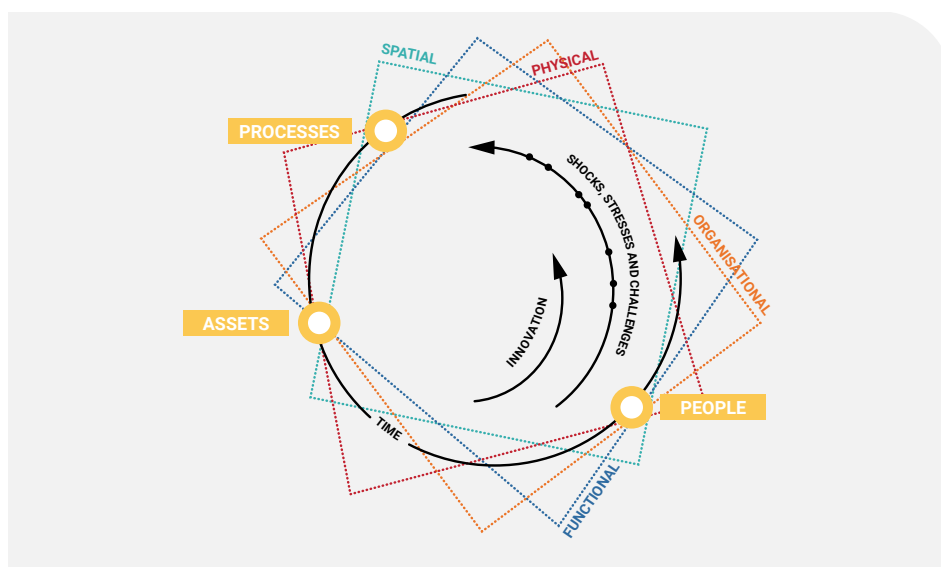 SPATIAL
PHYSICAL
PROCESSES
SHOCKS, STRESSES AND CHALLENGES
ORGANISATIONAL
INNOVATION
ASSETS
PEOPLE
TIME
FUNCTIONAL